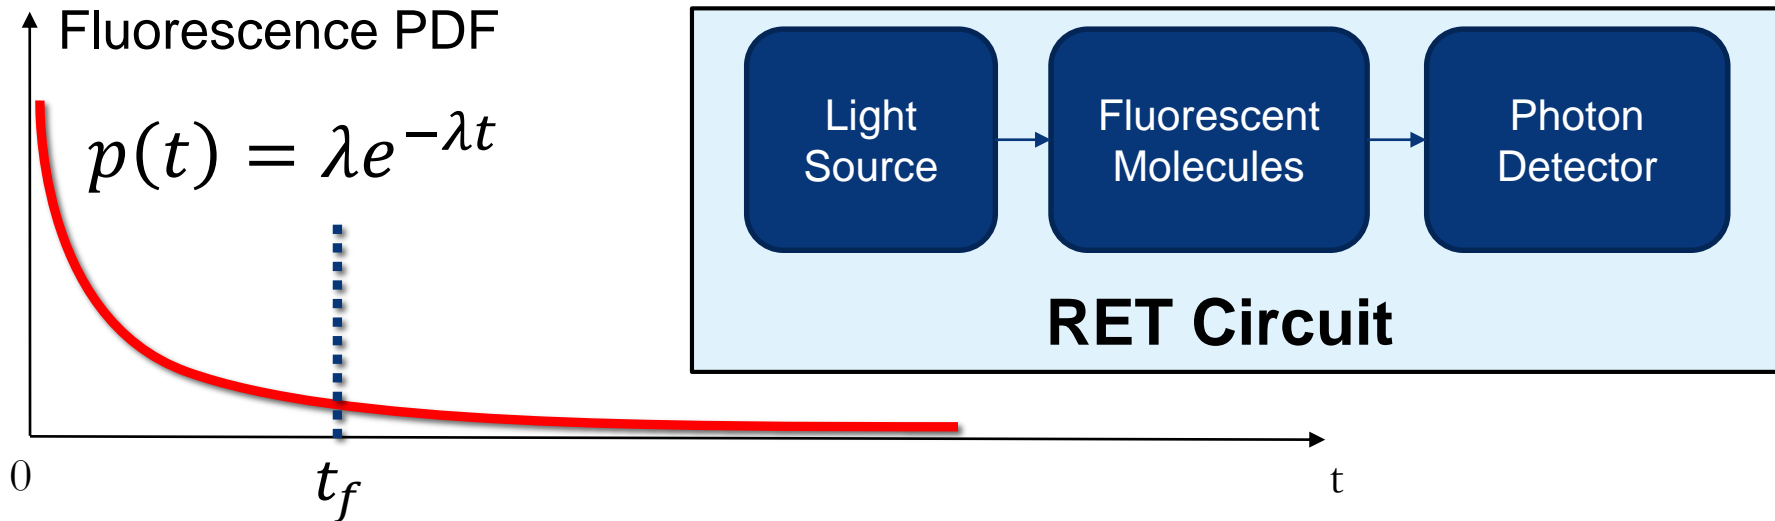 Fluorescence PDF
p(t) = λe^{-λt}
0
t_f
t
Light
Source
Fluorescent
Molecules
Photon
Detector
RET Circuit